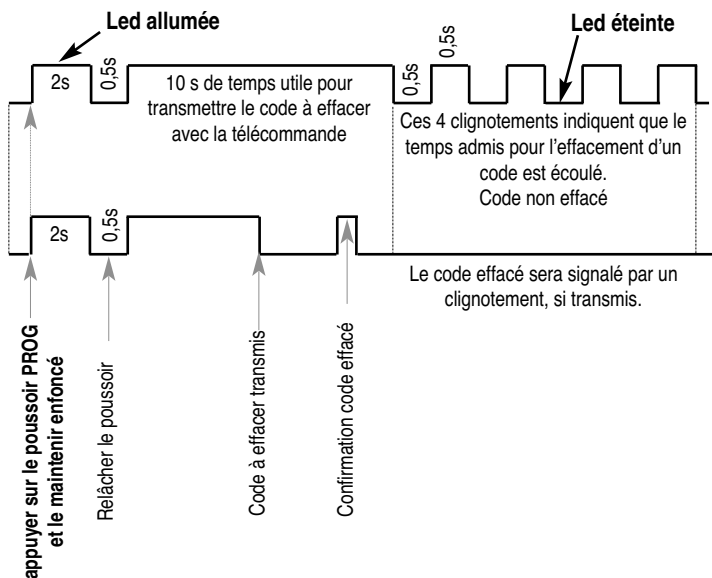 Led allumée
Led éteinte
2s
0,5s
10 s de temps utile pour
transmettre le code à effacer
avec la télécommande
0,5s
0,5s
Ces 4 clignotements indiquent que le
temps admis pour l'effacement d'un
code est écoulé.
Code non effacé
2s
0,5s
Le code effacé sera signalé par un
clignotement, si transmis.
appuyer sur le poussoir PROG
et le maintenir enfoncé
Relâcher le poussoir
Code à effacer transmis
Confirmation code effacé